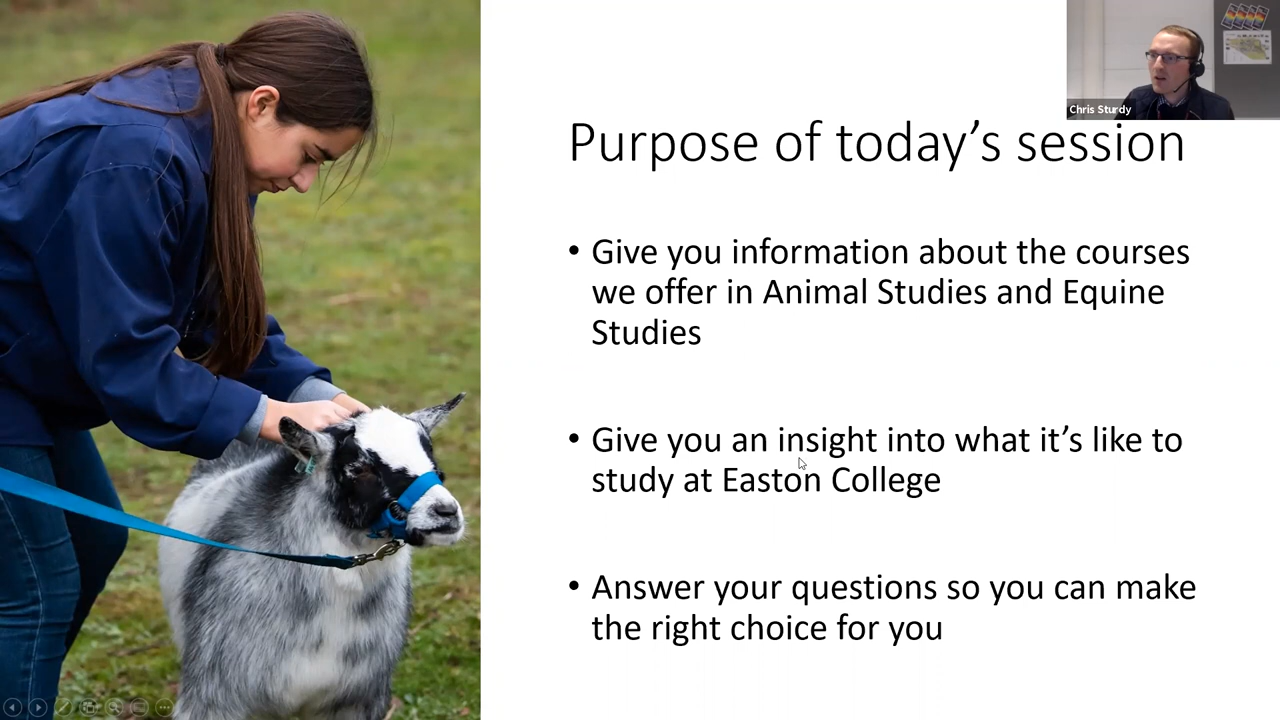 Chris Sturdy
Purpose of today's session
• Give you information about the courses
we offer in Animal Studies and Equine
Studies
• Give you an insight into what it's like to
study at Easton College
• Answer your questions so you can make
the right choice for you